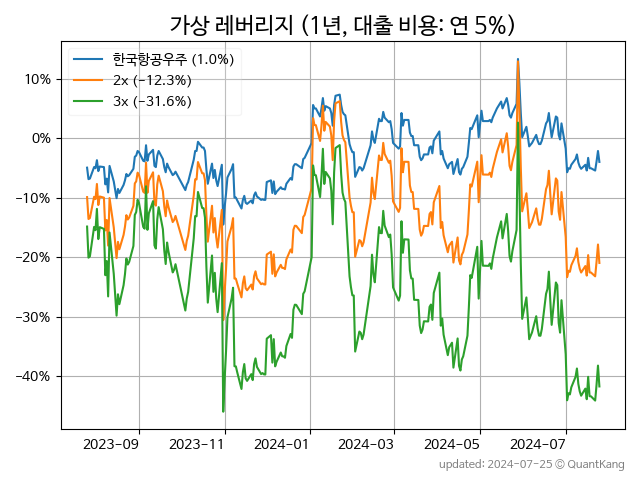 가상 레버리지 (1년, 대출 비용: 연 5%)
한국항공우주 (1.0%)
2x (−12.3%)
3x (−31.6%)
10%
0%
−10%
−20%
−30%
−40%
2023-09 2023-11 2024-01 2024-03 2024-05 2024-07
updated: 2024-07-25 © QuantKang